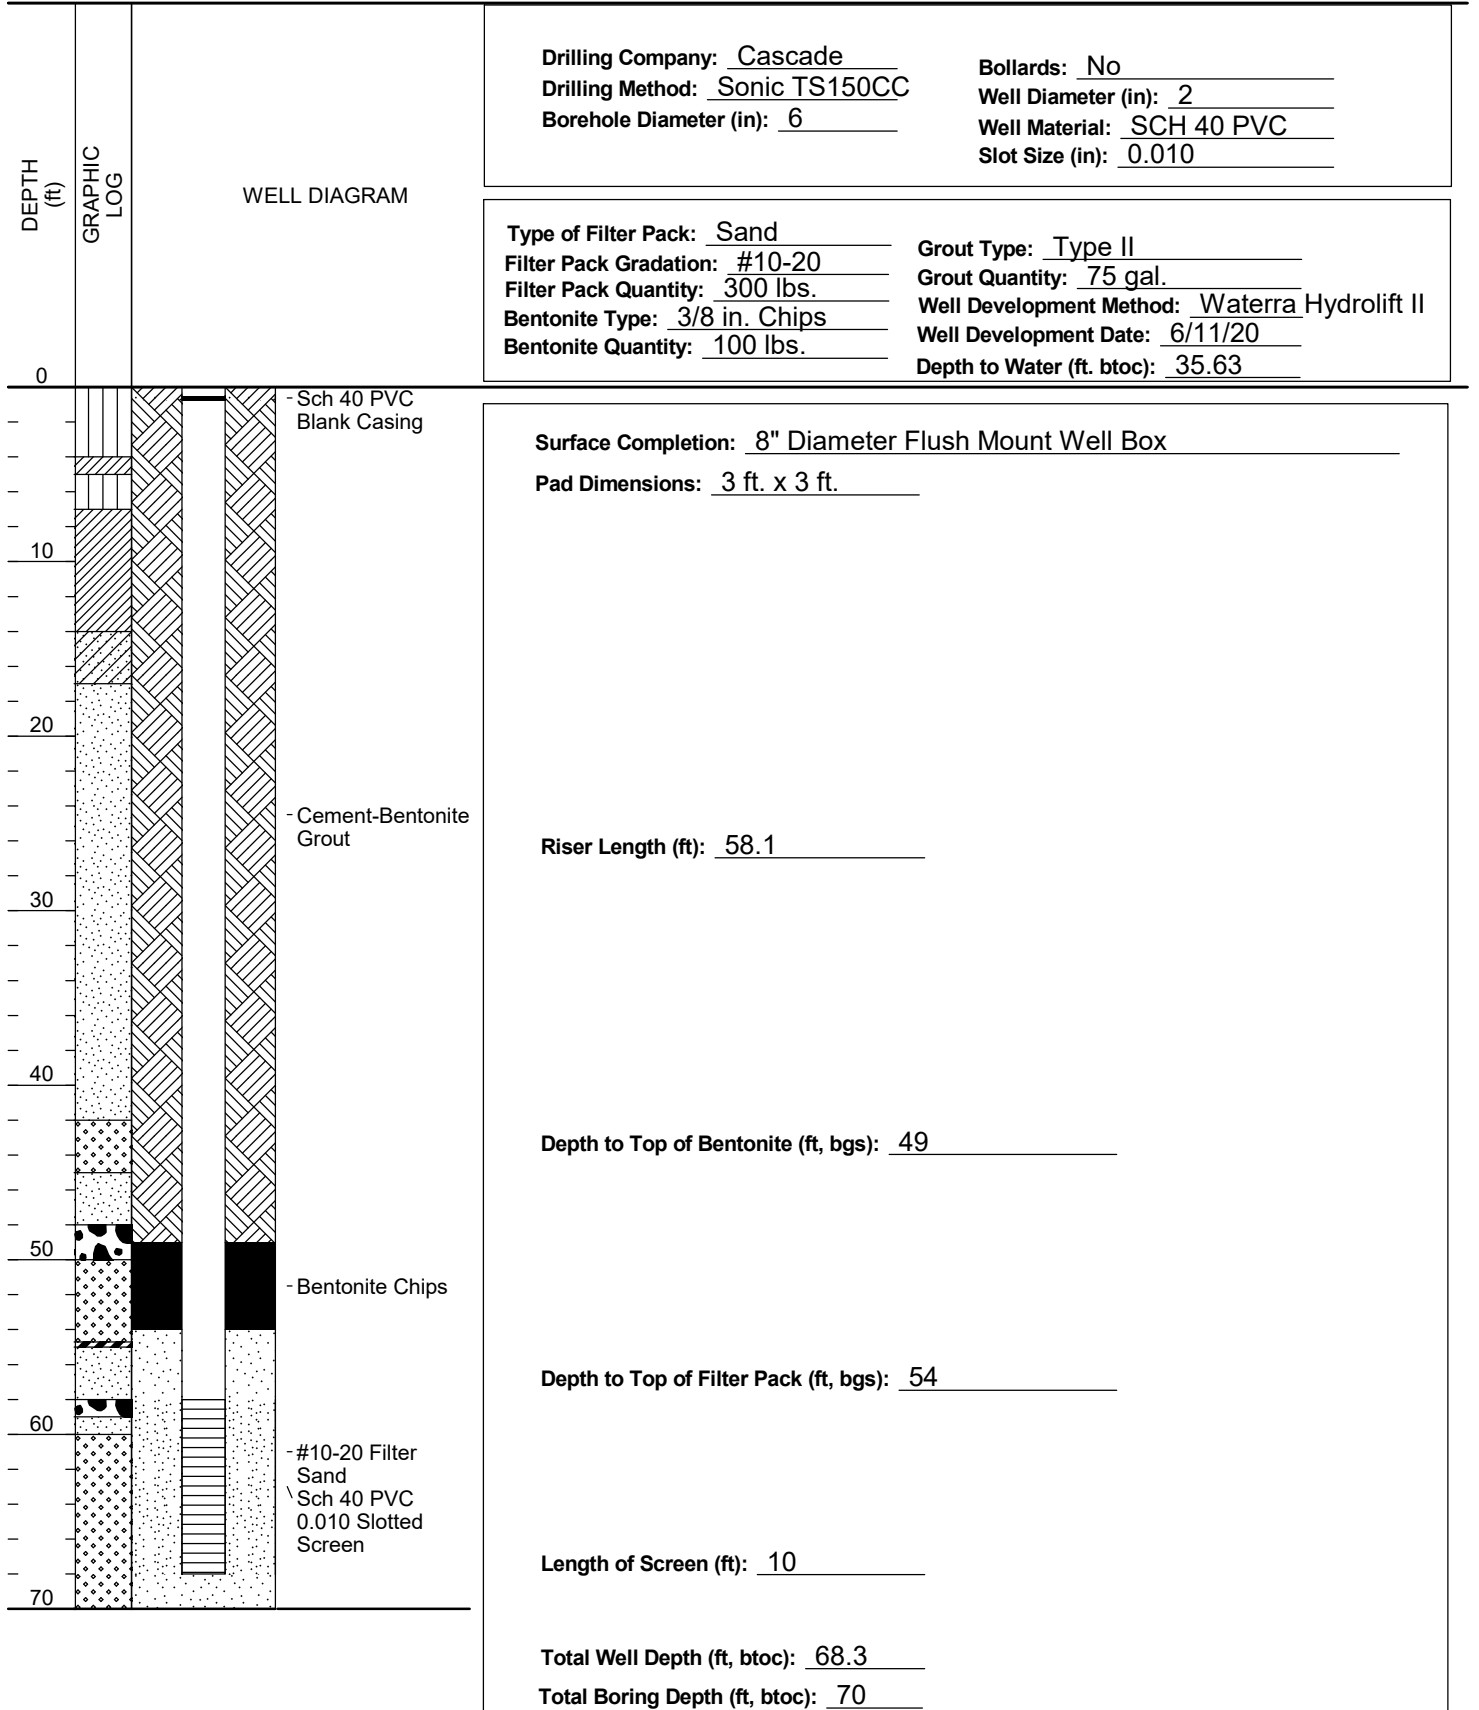 DEPTH
(ft)
GRAPHIC
LOG
WELL DIAGRAM
Drilling Company: Cascade
Drilling Method: Sonic TS150CC
Borehole Diameter (in): 6
Bollards: No
Well Diameter (in): 2
Well Material: SCH 40 PVC
Slot Size (in): 0.010
Type of Filter Pack: Sand
Filter Pack Gradation: #10-20
Filter Pack Quantity: 300 lbs.
Bentonite Type: 3/8 in. Chips
Bentonite Quantity: 100 lbs.
Grout Type: Type II
Grout Quantity: 75 gal.
Well Development Method: Waterra Hydrolift II
Well Development Date: 6/11/20
Depth to Water (ft. btoc): 35.63
0
10
20
30
40
50
60
70
Sch 40 PVC
Blank Casing
Cement-Bentonite
Grout
Bentonite Chips
#10-20 Filter
Sand
Sch 40 PVC
0.010 Slotted
Screen
Surface Completion: 8" Diameter Flush Mount Well Box
Pad Dimensions: 3 ft. x 3 ft.
Riser Length (ft): 58.1
Depth to Top of Bentonite (ft, bgs): 49
Depth to Top of Filter Pack (ft, bgs): 54
Length of Screen (ft): 10
Total Well Depth (ft, btoc): 68.3
Total Boring Depth (ft, btoc): 70